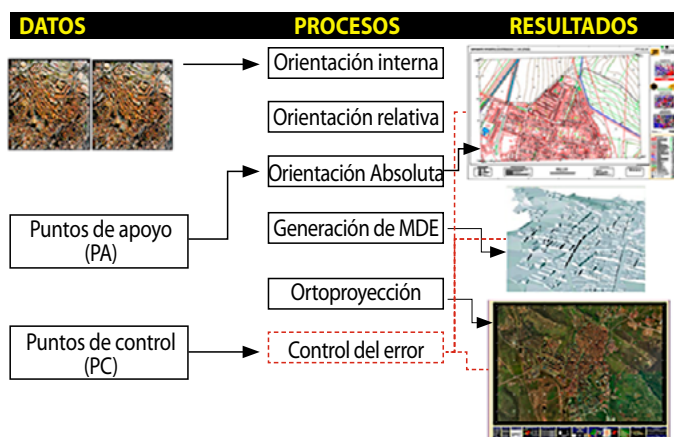 DATOS PROCESOS RESULTADOS
Orientación interna
Orientación relativa
Orientación Absoluta
Puntos de apoyo
(PA)
Generación de MDE
Ortoproyección
Puntos de control
(PC)
Control del error